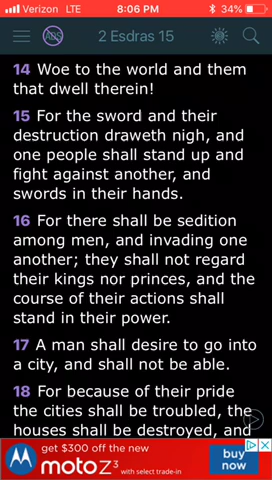 Verizon LTE 8:06 PM 34%
ADS 2 Esdras 15
14 Woe to the world and them
that dwell therein!
15 For the sword and their
destruction draweth nigh, and
one people shall stand up and
fight against another, and
swords in their hands.
16 For there shall be sedition
among men, and invading one
another; they shall not regard
their kings nor princes, and
the course of their actions shall
stand in their power.
17 A man shall desire to go into
a city, and shall not be able.
18 For because of their pride
the cities shall be troubled, the
houses shall be destroyed, and
get $300 off the new
moto z3 with select trade-in
buy
now